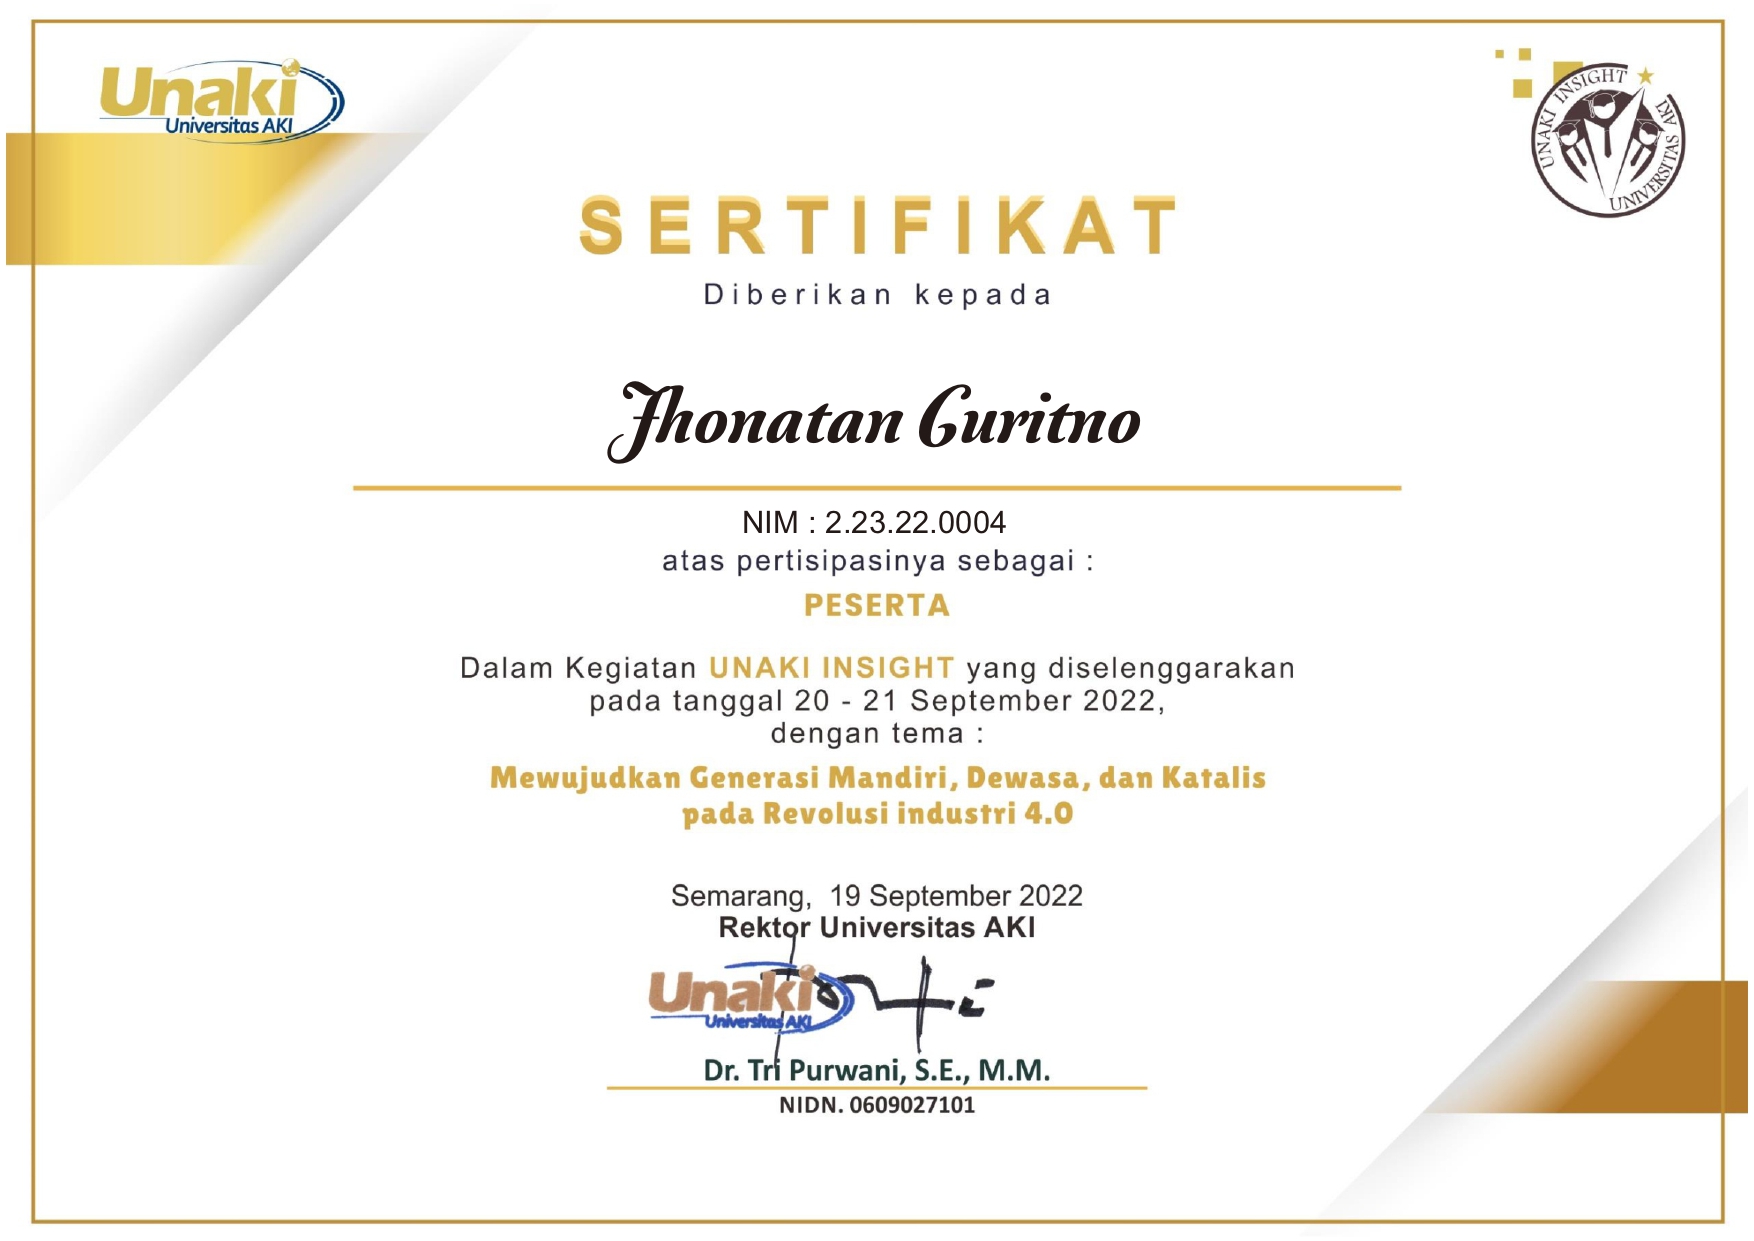 Unaki
Universitas AKI
UNAKI INSIGHT
UNIVERSITAS AKI
SERTIFIKAT
Diberikan kepada
Jhonatan Curitno
NIM : 2.23.22.0004
atas pertisipasinya sebagai :
PESERTA
Dalam Kegiatan UNAKI INSIGHT yang diselenggarakan
pada tanggal 20 - 21 September 2022,
dengan tema :
Mewujudkan Generasi Mandiri, Dewasa, dan Katalis
pada Revolusi industri 4.0
Semarang, 19 September 2022
Rektor Universitas AKI
Unaki
Universitas AKI
Dr. Tri Purwani, S.E., M.M.
NIDN. 0609027101